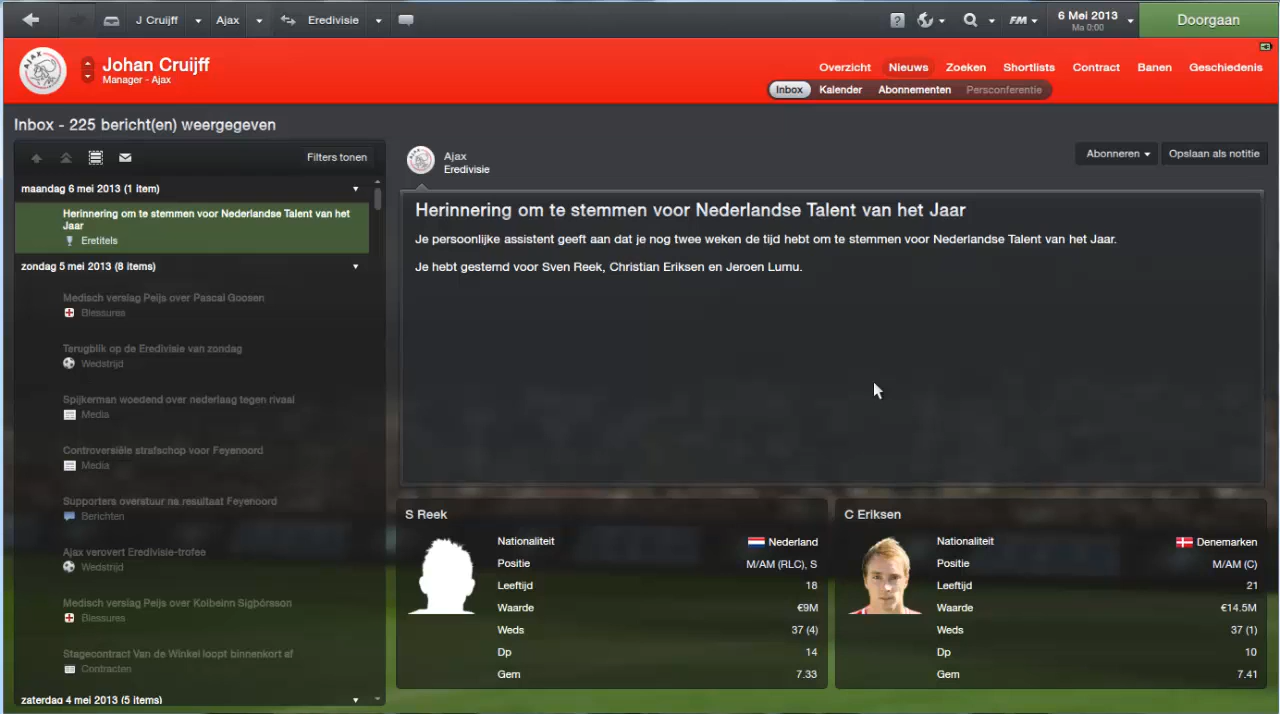 J Cruijff
Ajax
Eredivisie
?
FM
6 Mei 2013
Ma 0:00
Doorgaan
AJAX
Johan Cruijff
Manager - Ajax
Overzicht Nieuws Zoeken Shortlists Contract Banen Geschiedenis
Inbox Kalender Abonnementen Persconferentie
Inbox - 225 bericht(en) weergegeven
Filters tonen
maandag 6 mei 2013 (1 item)
Herinnering om te stemmen voor Nederlandse Talent van het
Jaar
Eretitels
zondag 5 mei 2013 (8 items)
Medisch verslag Peijs over Pascal Goosen
Blessures
Terugblik op de Eredivisie van zondag
Wedstrijd
Spijkerman woedend over nederlaag tegen rivaal
Media
Controversiële strafschop voor Feyenoord
Media
Supporters overstuur na resultaat Feyenoord
Berichten
Ajax verovert Eredivisie-trofee
Wedstrijd
Medisch verslag Peijs over Kolbeinn Sigþórsson
Blessures
Stagecontract Van de Winkel loopt binnenkort af
Contracten
zaterdag 4 mei 2013 (5 items)
Ajax
Eredivisie
Abonneren
Opslaan als notitie
Herinnering om te stemmen voor Nederlandse Talent van het Jaar
Je persoonlijke assistent geeft aan dat je nog twee weken de tijd hebt om te stemmen voor Nederlandse Talent van het Jaar.
Je hebt gestemd voor Sven Reek, Christian Eriksen en Jeroen Lumu.
S Reek
Nationaliteit Nederland
Positie M/AM (RLC), S
Leeftijd 18
Waarde €9M
Weds 37 (4)
Dp 14
Gem 7.33
C Eriksen
Nationaliteit Denemarken
Positie M/AM (C)
Leeftijd 21
Waarde €14.5M
Weds 37 (1)
Dp 10
Gem 7.41